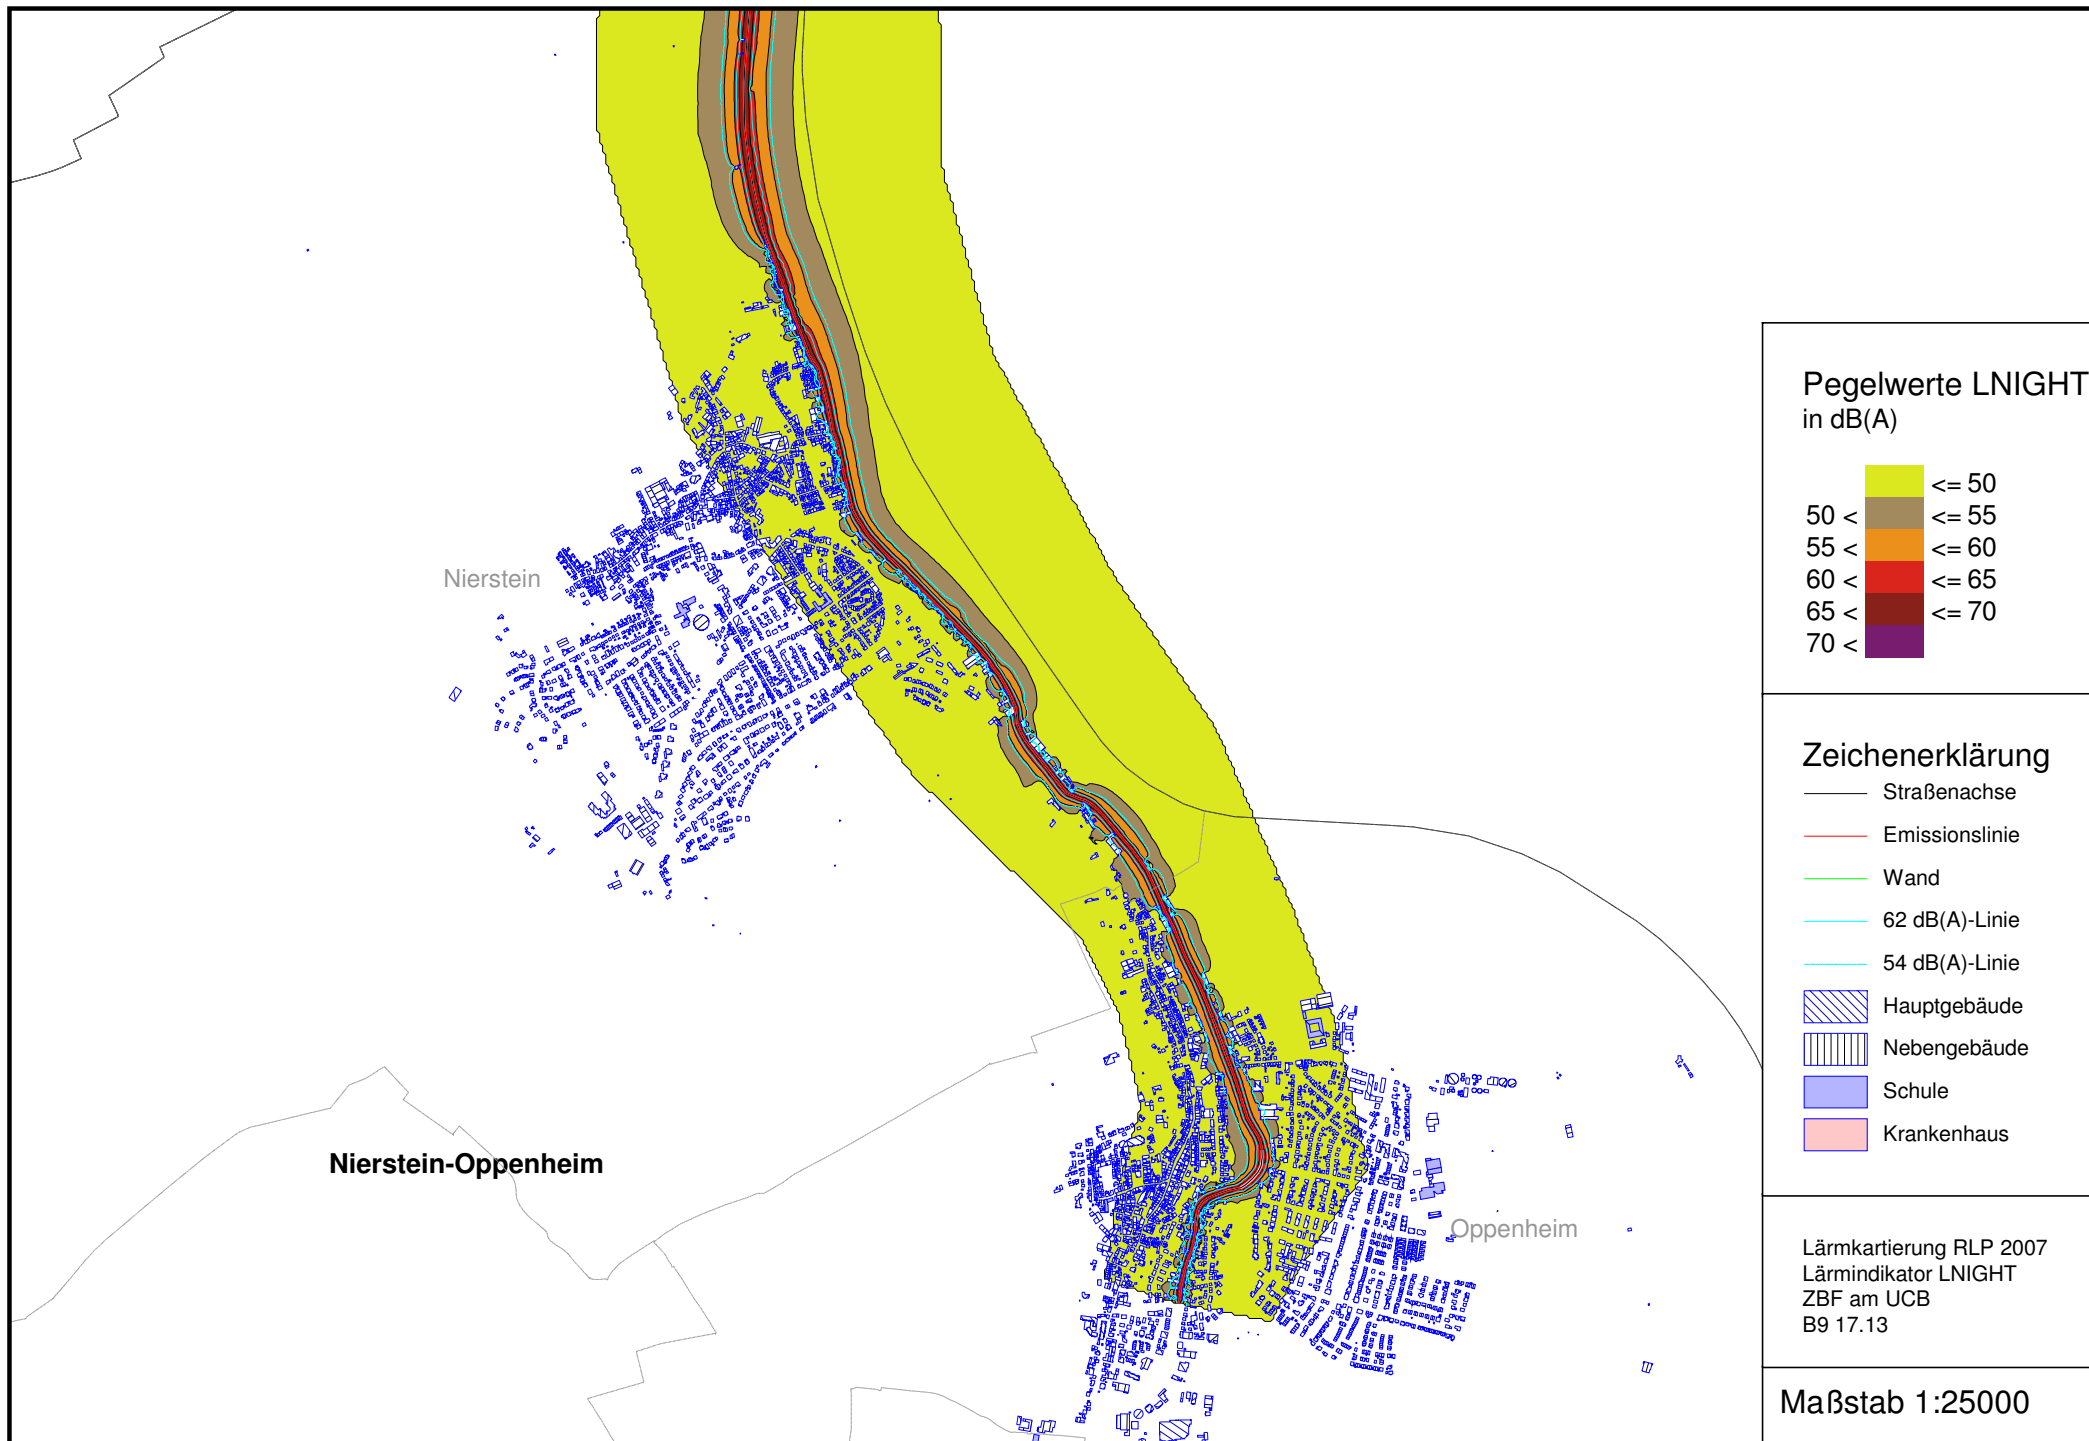 Nierstein
Nierstein-Oppenheim
Oppenheim
Pegelwerte LNIGHT
in dB(A)
<= 50
50 < <= 55
55 < <= 60
60 < <= 65
65 < <= 70
70 <
Zeichenerklärung
Straßenachse
Emissionslinie
Wand
62 dB(A)-Linie
54 dB(A)-Linie
Hauptgebäude
Nebengebäude
Schule
Krankenhaus
Lärmkartierung RLP 2007
Lärmindikator LNIGHT
ZBF am UCB
B9 17.13
Maßstab 1:25000